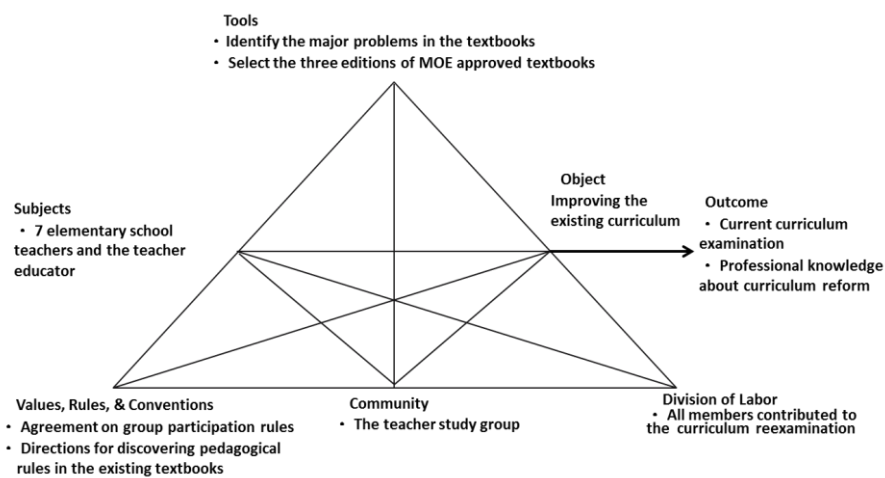 Tools
· Identify the major problems in the textbooks
· Select the three editions of MOE approved textbooks
Object
Improving the
existing curriculum
Subjects
· 7 elementary school
teachers and the teacher
educator
Outcome
· Current curriculum
examination
· Professional knowledge
about curriculum reform
Values, Rules, & Conventions
· Agreement on group participation rules
· Directions for discovering pedagogical
rules in the existing textbooks
Community
· The teacher study group
Division of Labor
· All members contributed to
the curriculum reexamination